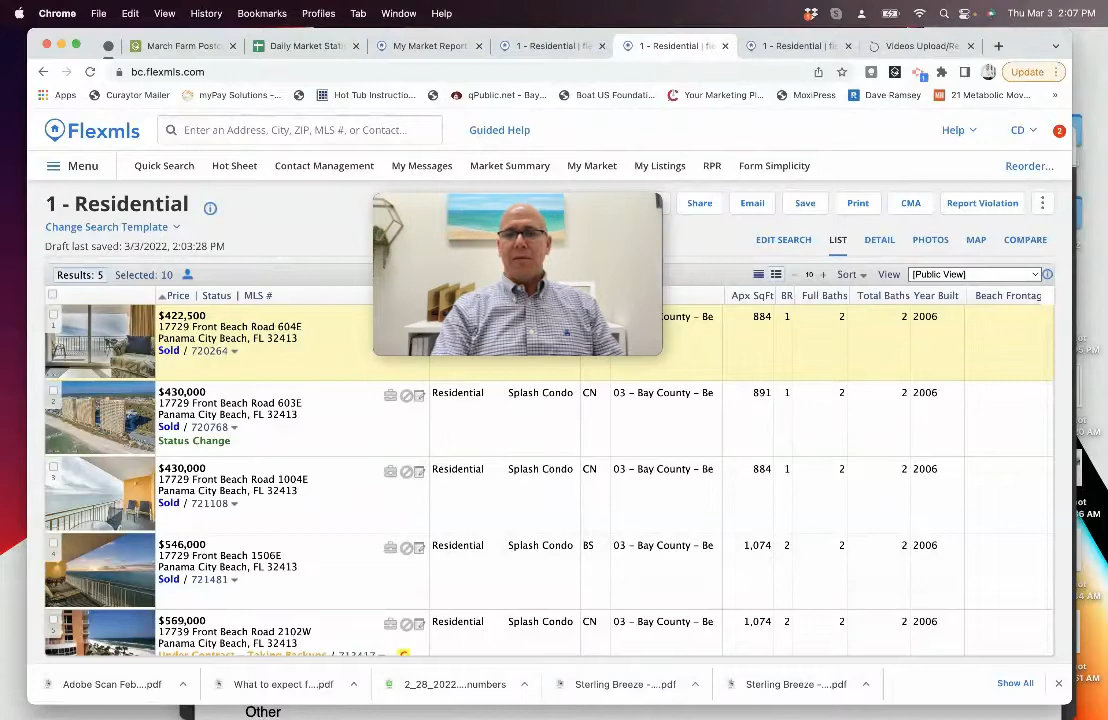 Chrome File Edit View History Bookmarks Profiles Tab Window Help Thu Mar 3 2:07 PM
March Farm Postc Daily Market Stati My Market Report 1 - Residential | fle 1 - Residential | fle 1 - Residential | fl Videos Upload/Re
bc.flexmls.com Update
Apps Curaytor Mailer myPay Solutions –... Hot Tub Instructio... qPublic.net - Bay... Boat US Foundati... Your Marketing Pl... MoxiPress Dave Ramsey 21 Metabolic Mov... »
Flexmls Enter an Address, City, ZIP, MLS #, or Contact... Guided Help Help CD 2
Menu Quick Search Hot Sheet Contact Management My Messages Market Summary My Market My Listings RPR Form Simplicity Reorder...
1 - Residential Share Email Save Print CMA Report Violation
Change Search Template
Draft last saved: 3/3/2022, 2:03:28 PM EDIT SEARCH LIST DETAIL PHOTOS MAP COMPARE
Results: 5 Selected: 10 – 10 + Sort View [Public View]
Price | Status | MLS # Apx SqFt BR Full Baths Total Baths Year Built Beach Frontag
1 $422,500 County - Be 884 1 2 2 2006
17729 Front Beach Road 604E
Panama City Beach, FL 32413
Sold / 720264
2 $430,000 Residential Splash Condo CN 03 - Bay County - Be 891 1 2 2 2006
17729 Front Beach Road 603E
Panama City Beach, FL 32413
Sold / 720768
Status Change
3 $430,000 Residential Splash Condo CN 03 - Bay County - Be 884 1 2 2 2006
17729 Front Beach Road 1004E
Panama City Beach, FL 32413
Sold / 721108
4 $546,000 Residential Splash Condo BS 03 - Bay County - Be 1,074 2 2 2 2006
17729 Front Beach 1506E
Panama City Beach, FL 32413
Sold / 721481
5 $569,000 Residential Splash Condo CN 03 - Bay County - Be 1,074 2 2 2 2006
17739 Front Beach Road 2102W
Panama City Beach, FL 32413
Under Contract - Taking Backups / 713417 C
Adobe Scan Feb....pdf What to expect f....pdf 2_28_2022....numbers Sterling Breeze -....pdf Sterling Breeze -....pdf Show All
Other